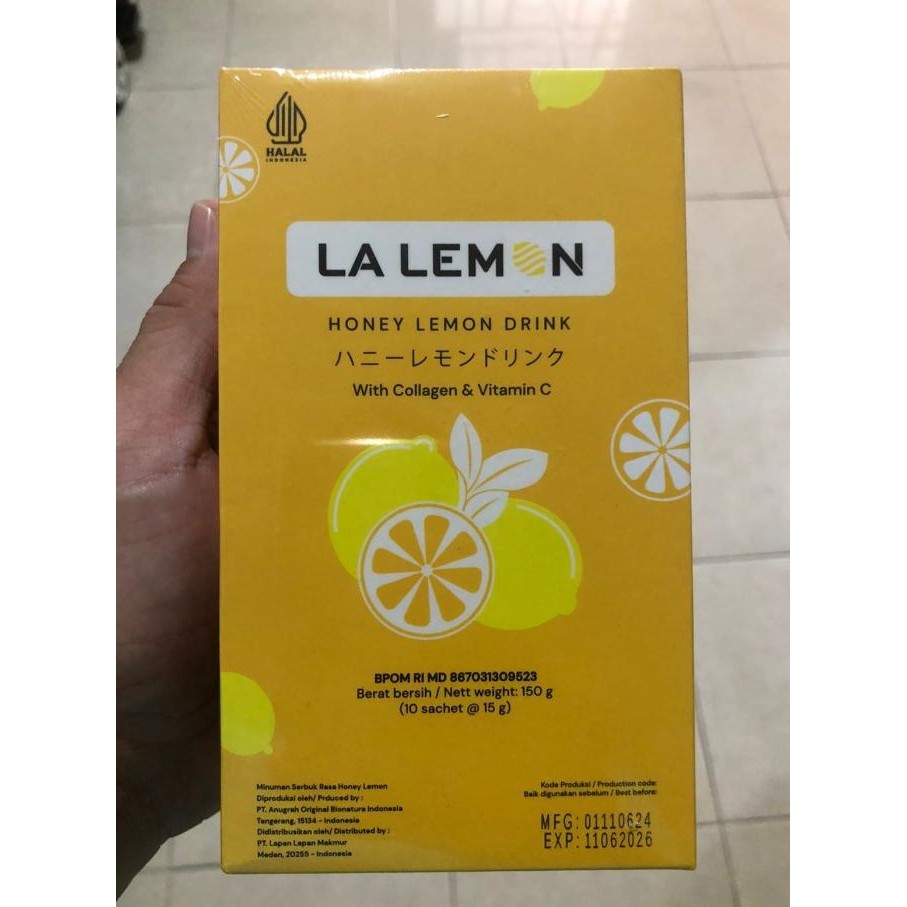 HALAL
INDONESIA
LA LEMON
HONEY LEMON DRINK
ハニーレモンドリンク
With Collagen & Vitamin C
BPOM RI MD 867031309523
Berat bersih / Nett weight: 150 g
(10 sachet @ 15 g)
Minuman Serbuk Rasa Honey Lemon
Diproduksi oleh/ Prduced by :
PT. Anugrah Original Bionatura Indonesia
Tangerang, 15134 - Indonesia
Didistribusikan oleh/ Distributed by :
PT. Lapan Lapan Makmur
Medan, 20255 - Indonesia
Kode Produksi / Production code:
Baik digunakan sebelum / Best before:
MFG: 01110624
EXP: 11062026